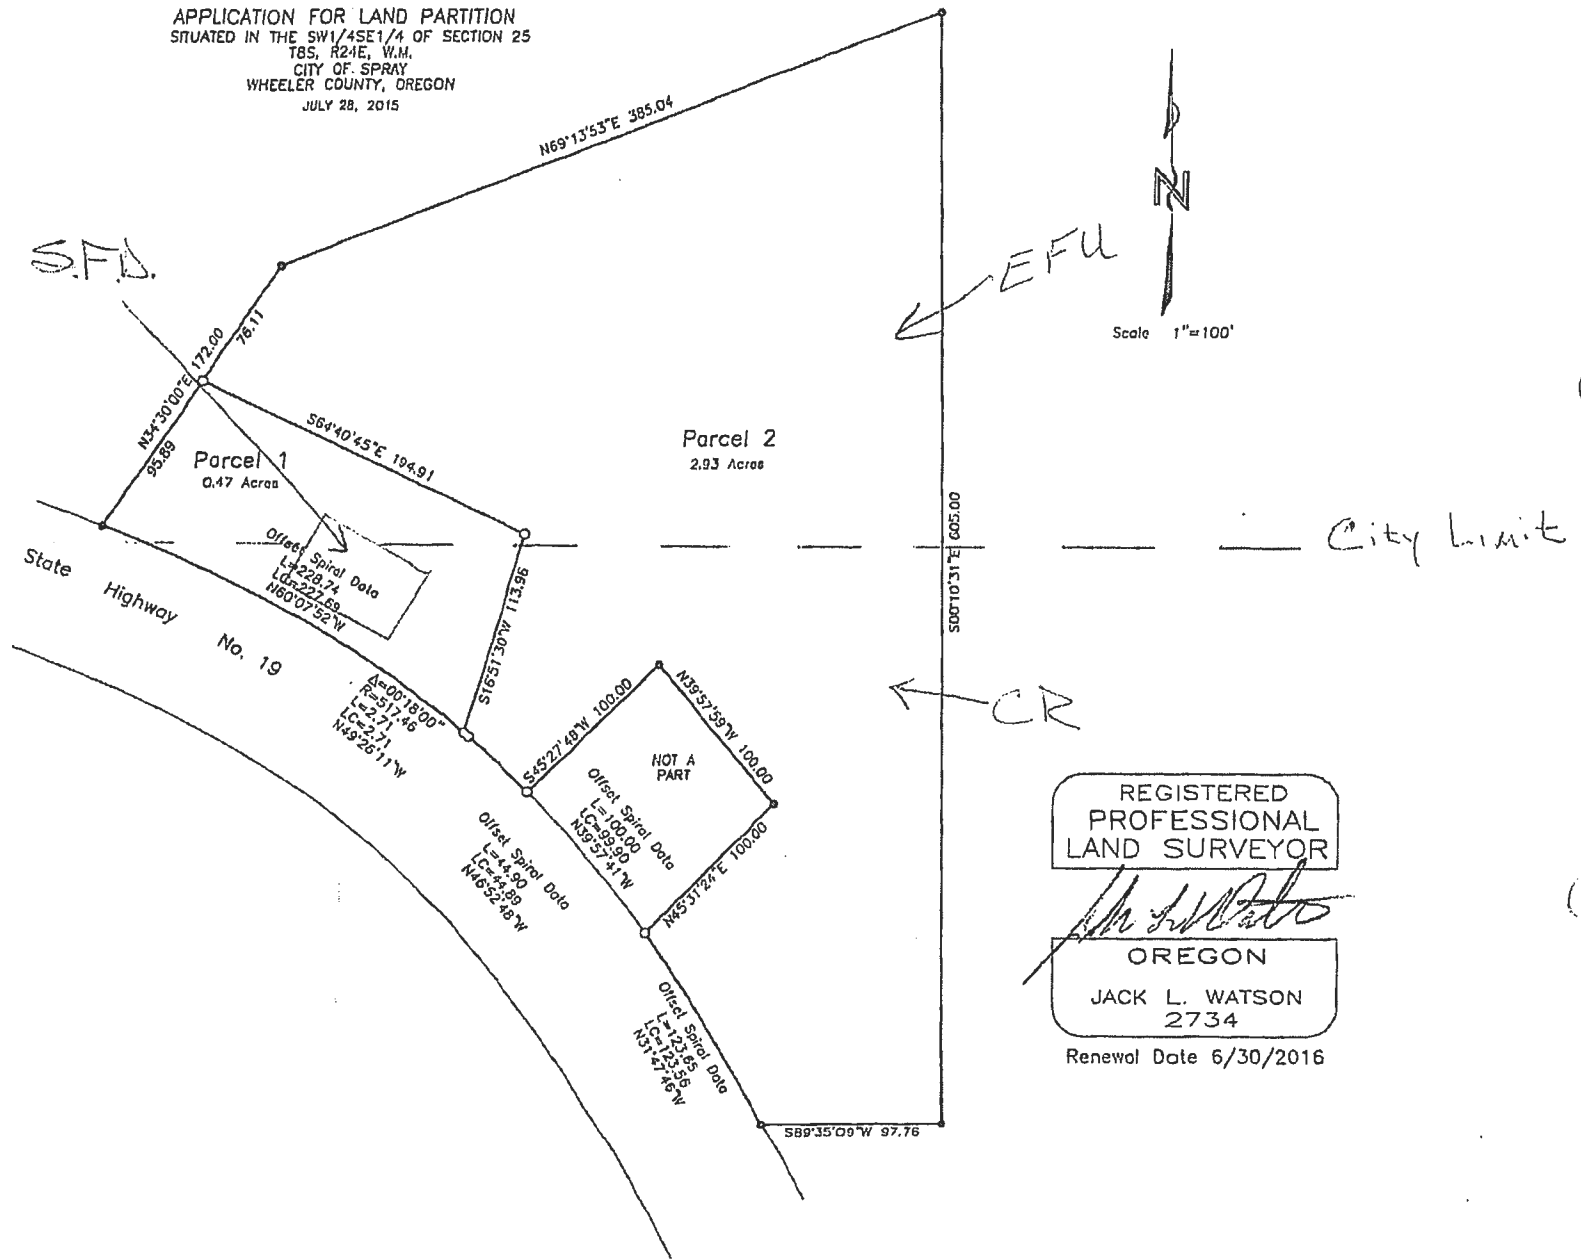 APPLICATION FOR LAND PARTITION
SITUATED IN THE SW1/4SE1/4 OF SECTION 25
T8S, R24E, W.M.
CITY OF SPRAY
WHEELER COUNTY, OREGON
JULY 28, 2015
N69°13'53"E 385.04
S.F.D.
EFU
N
Scale 1"=100'
N34°30'00"E 172.00
76.11
95.89
S64°40'45"E 194.91
Parcel 1
0.47 Acres
Parcel 2
2.93 Acres
S00°10'31"E 605.00
City Limit
State Highway No. 19
Offset Spiral Data
L=228.74
LC=227.69
N60°07'52"W
S16°51'30"W 113.96
Δ=00°18'00"
R=517.46
L=2.71
LC=2.71
N49°26'11"W
S45°27'48"W 100.00
N39°57'59"W 100.00
NOT A
PART
CR
Offset Spiral Data
L=100.00
LC=99.90
N39°57'41"W
N45°31'24"E 100.00
Offset Spiral Data
L=44.90
LC=44.89
N46°52'48"W
Offset Spiral Data
L=123.65
LC=123.56
N31°47'46"W
S89°35'09"W 97.76
REGISTERED
PROFESSIONAL
LAND SURVEYOR
OREGON
JACK L. WATSON
2734
Renewal Date 6/30/2016